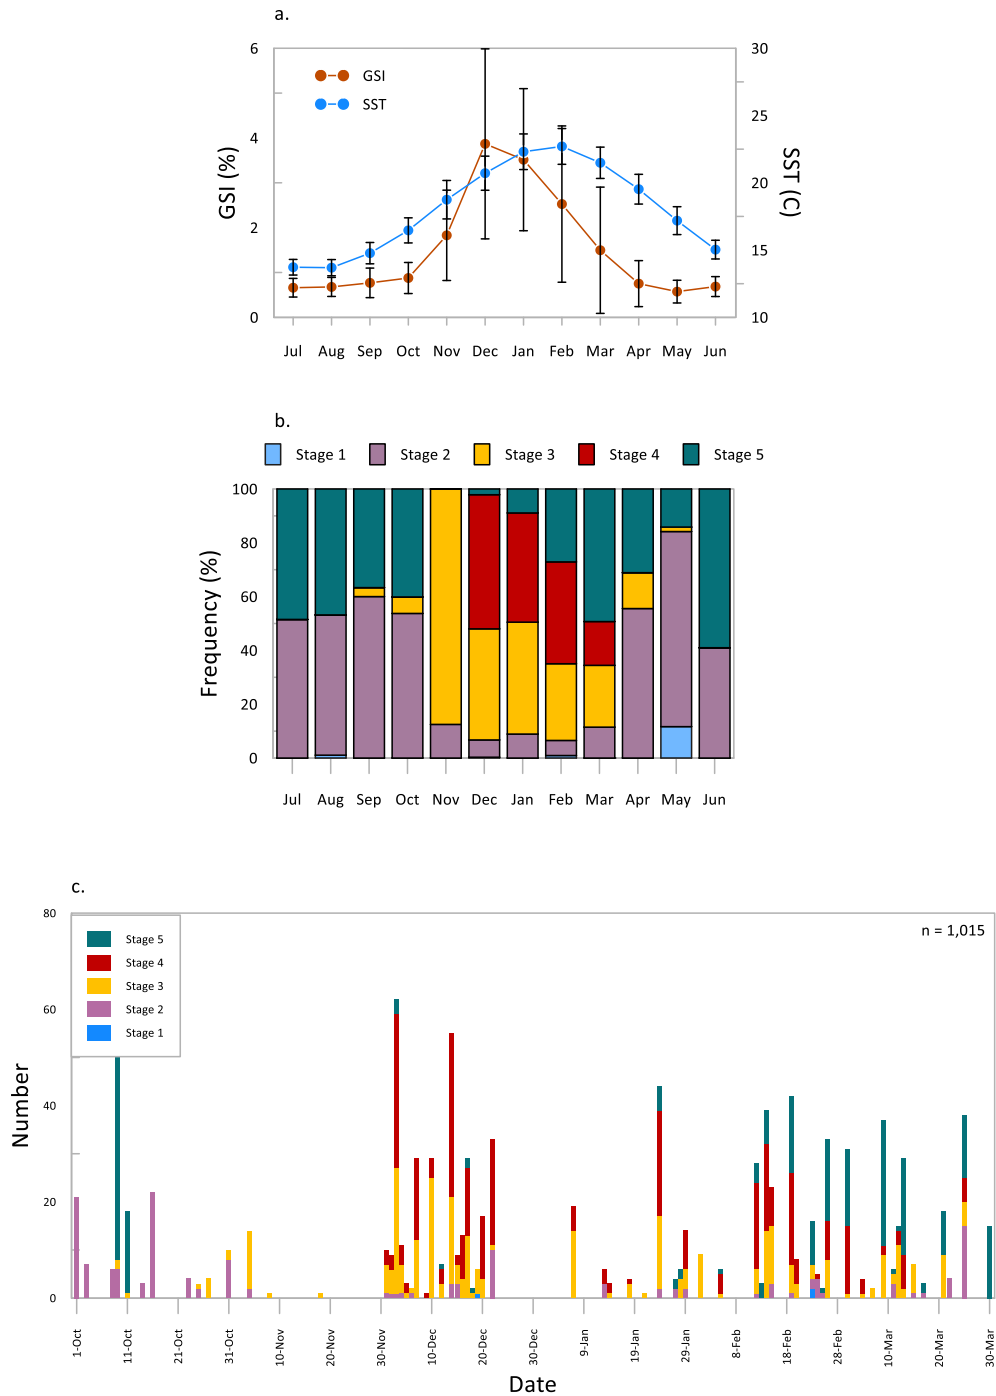 a.
GSI
SST
6
4
2
0
GSI (%)
30
25
20
15
10
SST (C)
Jul Aug Sep Oct Nov Dec Jan Feb Mar Apr May Jun
b.
Stage 1 Stage 2 Stage 3 Stage 4 Stage 5
100
80
60
40
20
0
Frequency (%)
Jul Aug Sep Oct Nov Dec Jan Feb Mar Apr May Jun
c.
n = 1,015
Stage 5
Stage 4
Stage 3
Stage 2
Stage 1
80
60
40
20
0
Number
1-Oct 11-Oct 21-Oct 31-Oct 10-Nov 20-Nov 30-Nov 10-Dec 20-Dec 30-Dec 9-Jan 19-Jan 29-Jan 8-Feb 18-Feb 28-Feb 10-Mar 20-Mar 30-Mar
Date